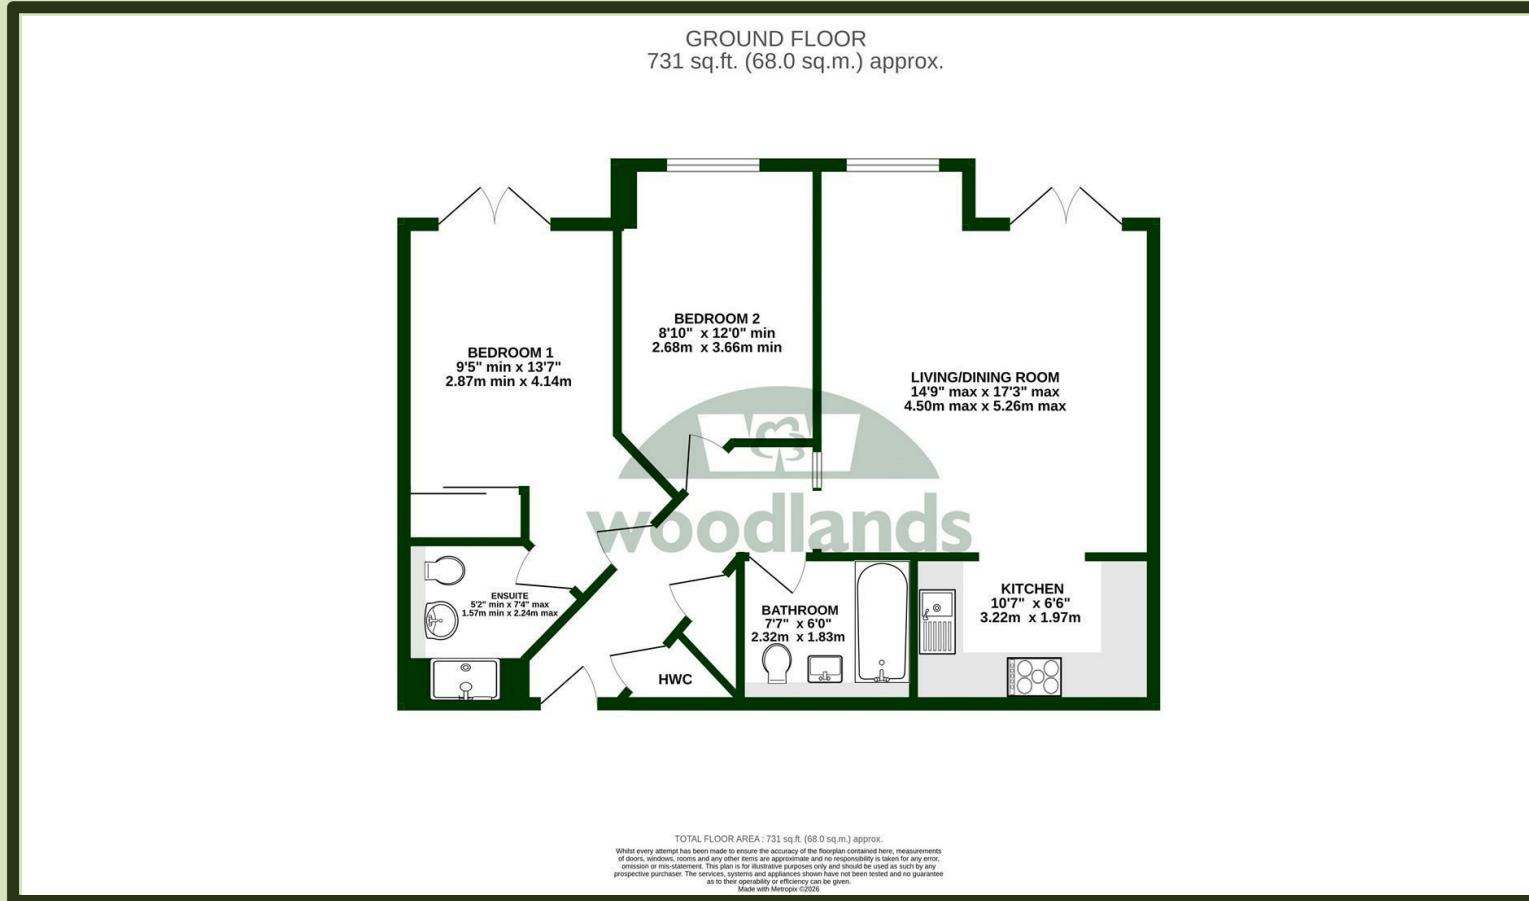 GROUND FLOOR
731 sq.ft. (68.0 sq.m.) approx.
BEDROOM 2
8'10"  x 12'0" min
2.68m  x 3.66m min
BEDROOM 1
9'5" min x 13'7"
2.87m min x 4.14m
LIVING/DINING ROOM
14'9" max x 17'3" max
4.50m max x 5.26m max
woodlands
ENSUITE
5'2" min x 7'4" max
1.57m min x 2.24m max
BATHROOM
7'7"  x 6'0"
2.32m  x 1.83m
KITCHEN
10'7"  x 6'6"
3.22m  x 1.97m
HWC
TOTAL FLOOR AREA : 731 sq.ft. (68.0 sq.m.) approx.
Whilst every attempt has been made to ensure the accuracy of the floorplan contained here, measurements
of doors, windows, rooms and any other items are approximate and no responsibility is taken for any error,
omission or mis-statement. This plan is for illustrative purposes only and should be used as such by any
prospective purchaser. The services, systems and appliances shown have not been tested and no guarantee
as to their operability or efficiency can be given.
Made with Metropix ©2026